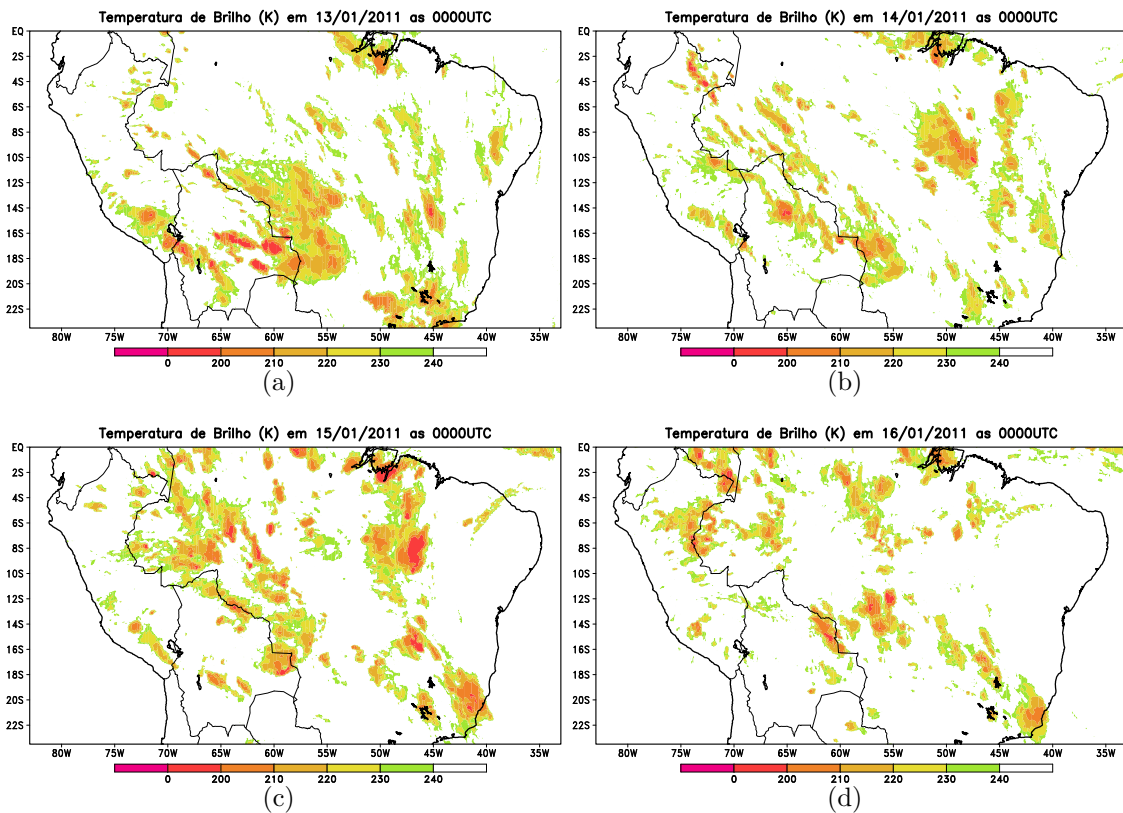 Temperatura de Brilho (K) em 13/01/2011 as 0000UTC
EQ
2S
4S
6S
8S
10S
12S
14S
16S
18S
20S
22S
80W 75W 70W 65W 60W 55W 50W 45W 40W 35W
0 200 210 220 230 240
(a)
Temperatura de Brilho (K) em 14/01/2011 as 0000UTC
EQ
2S
4S
6S
8S
10S
12S
14S
16S
18S
20S
22S
80W 75W 70W 65W 60W 55W 50W 45W 40W 35W
0 200 210 220 230 240
(b)
Temperatura de Brilho (K) em 15/01/2011 as 0000UTC
EQ
2S
4S
6S
8S
10S
12S
14S
16S
18S
20S
22S
80W 75W 70W 65W 60W 55W 50W 45W 40W 35W
0 200 210 220 230 240
(c)
Temperatura de Brilho (K) em 16/01/2011 as 0000UTC
EQ
2S
4S
6S
8S
10S
12S
14S
16S
18S
20S
22S
80W 75W 70W 65W 60W 55W 50W 45W 40W 35W
0 200 210 220 230 240
(d)